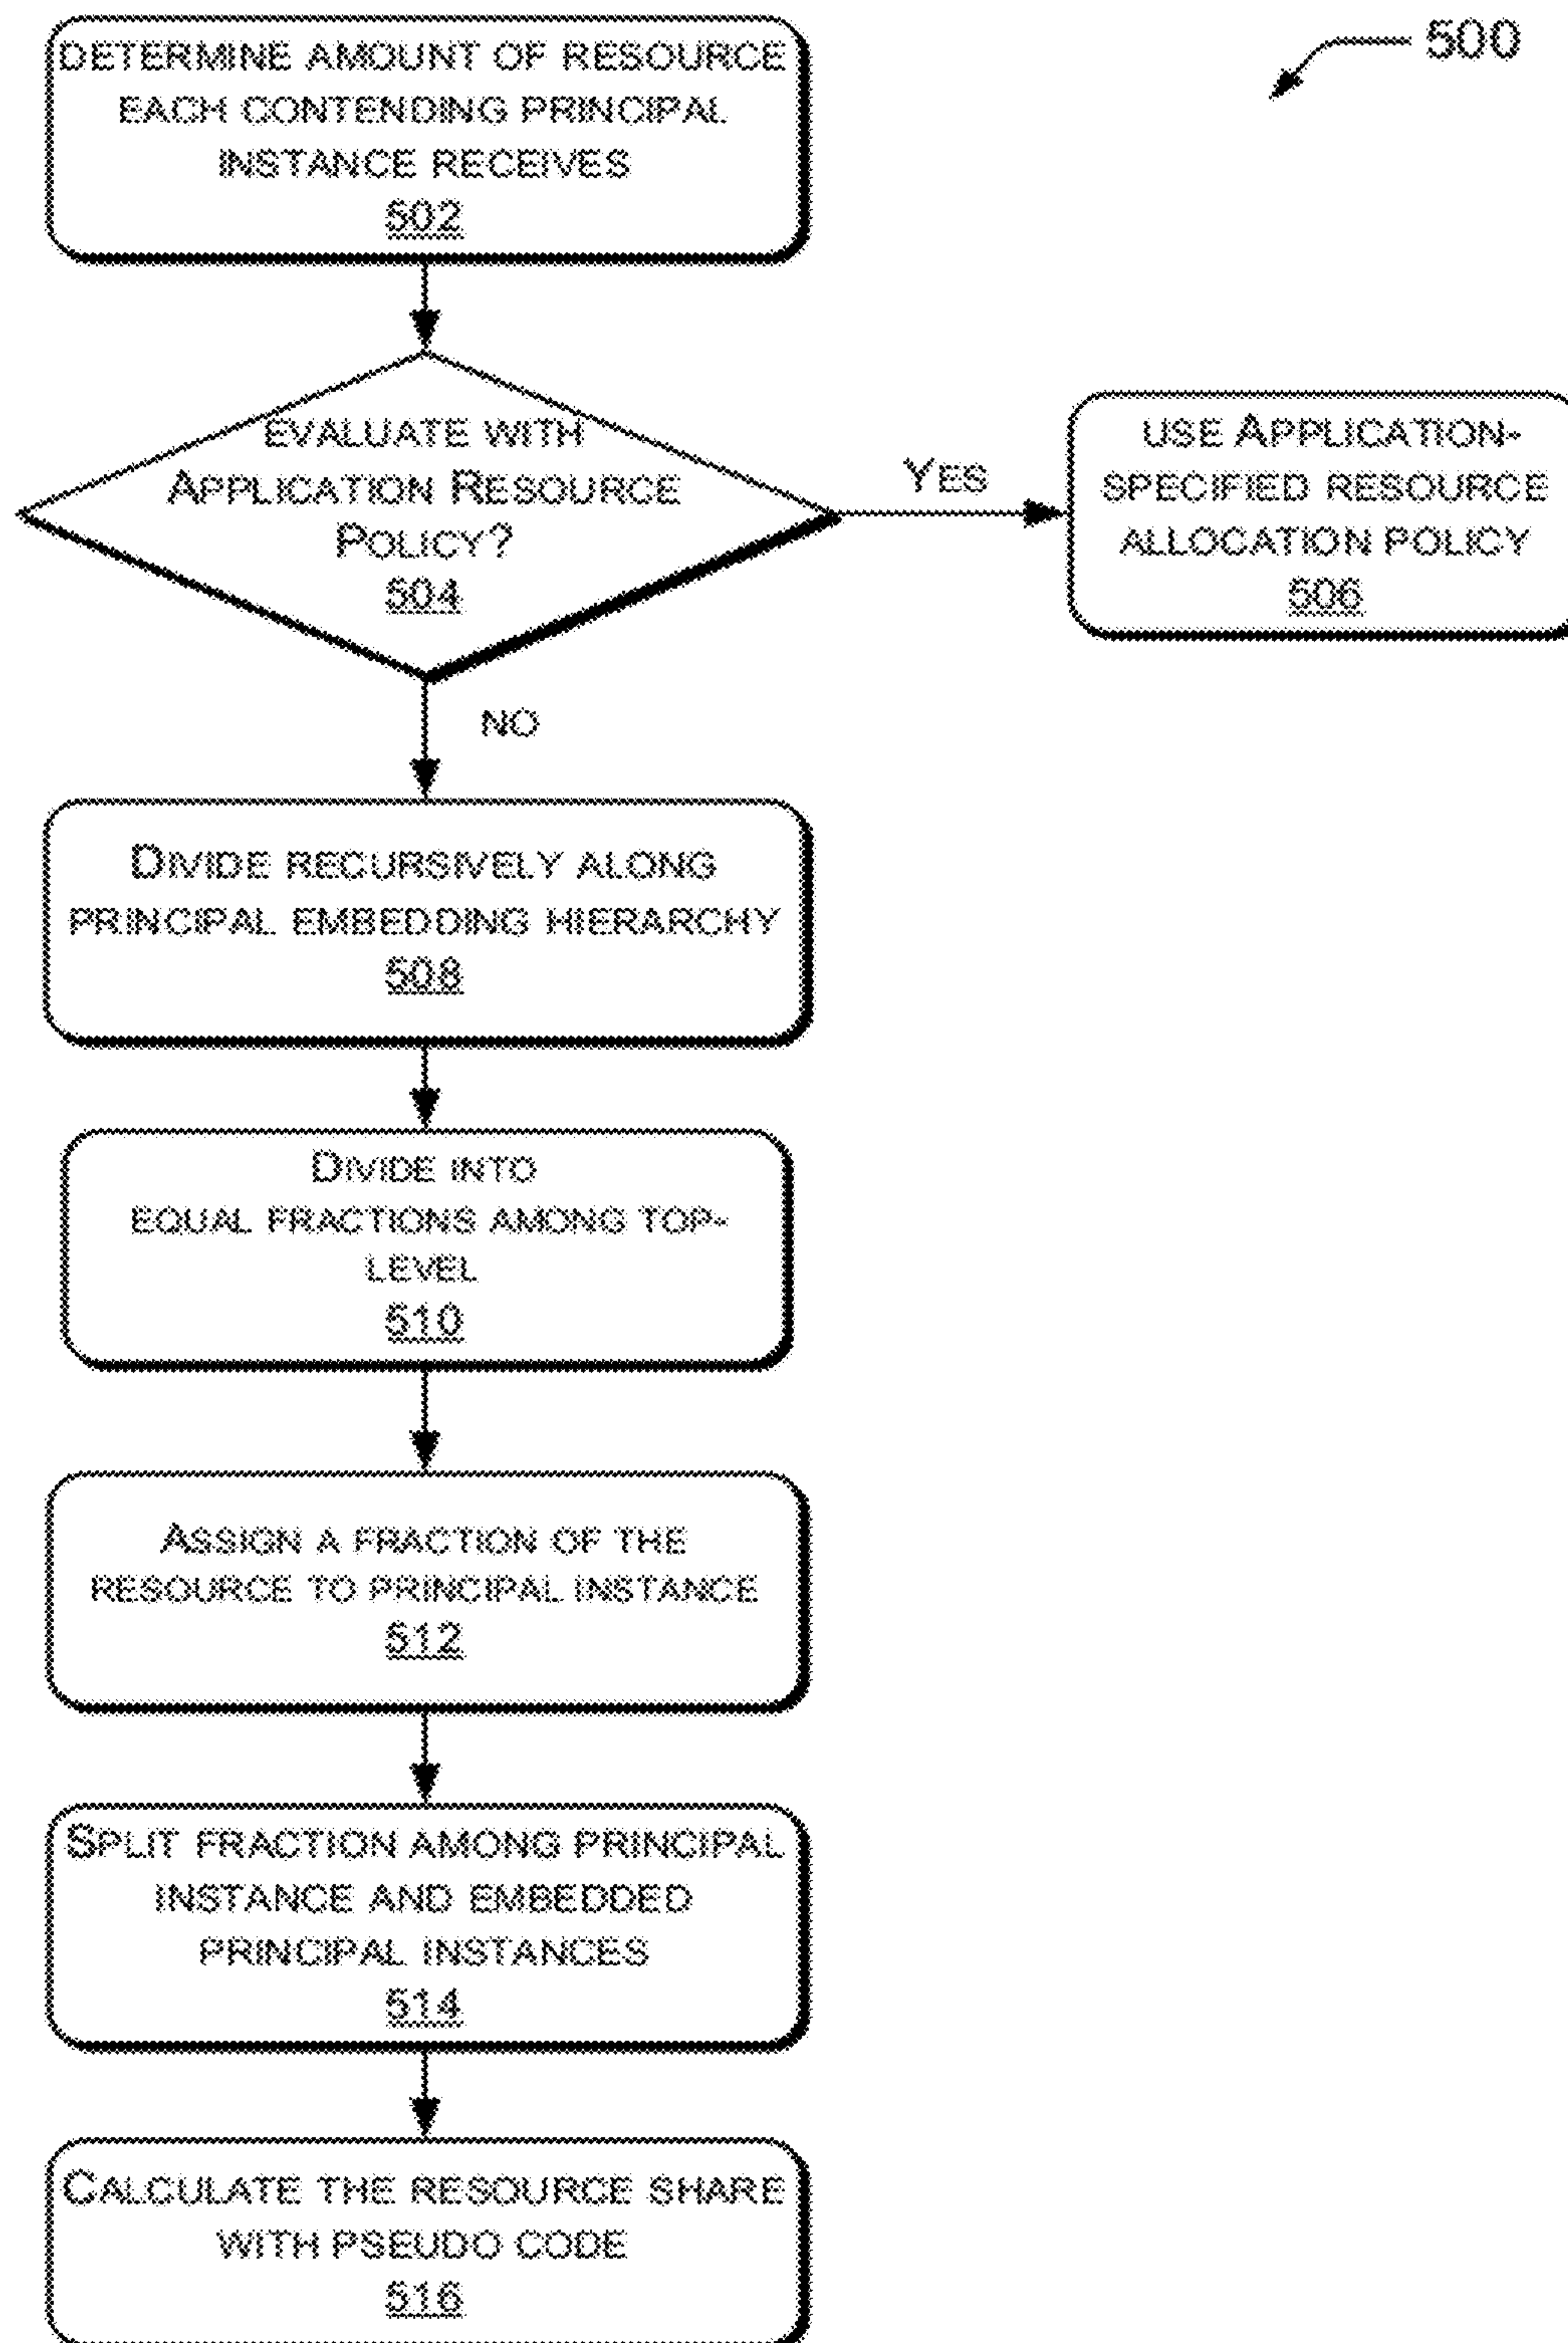 500
DETERMINE AMOUNT OF RESOURCE
EACH CONTENDING PRINCIPAL
INSTANCE RECEIVES
502
EVALUATE WITH
APPLICATION RESOURCE
POLICY?
504
YES
USE APPLICATION-
SPECIFIED RESOURCE
ALLOCATION POLICY
506
NO
DIVIDE RECURSIVELY ALONG
PRINCIPAL EMBEDDING HIERARCHY
508
DIVIDE INTO
EQUAL FRACTIONS AMONG TOP-
LEVEL
510
ASSIGN A FRACTION OF THE
RESOURCE TO PRINCIPAL INSTANCE
512
SPLIT FRACTION AMONG PRINCIPAL
INSTANCE AND EMBEDDED
PRINCIPAL INSTANCES
514
CALCULATE THE RESOURCE SHARE
WITH PSEUDO CODE
516